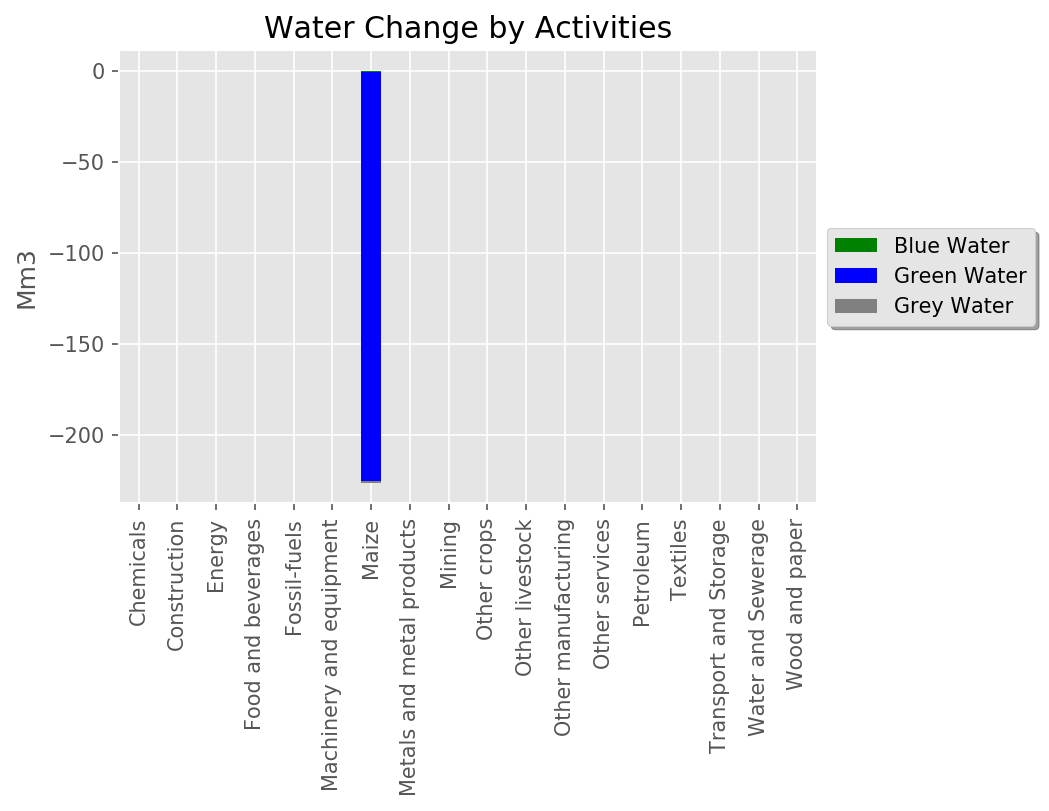 Water Change by Activities
Mm3
0
−50
−100
−150
−200
Chemicals
Construction
Energy
Food and beverages
Fossil-fuels
Machinery and equipment
Maize
Metals and metal products
Mining
Other crops
Other livestock
Other manufacturing
Other services
Petroleum
Textiles
Transport and Storage
Water and Sewerage
Wood and paper
Blue Water
Green Water
Grey Water